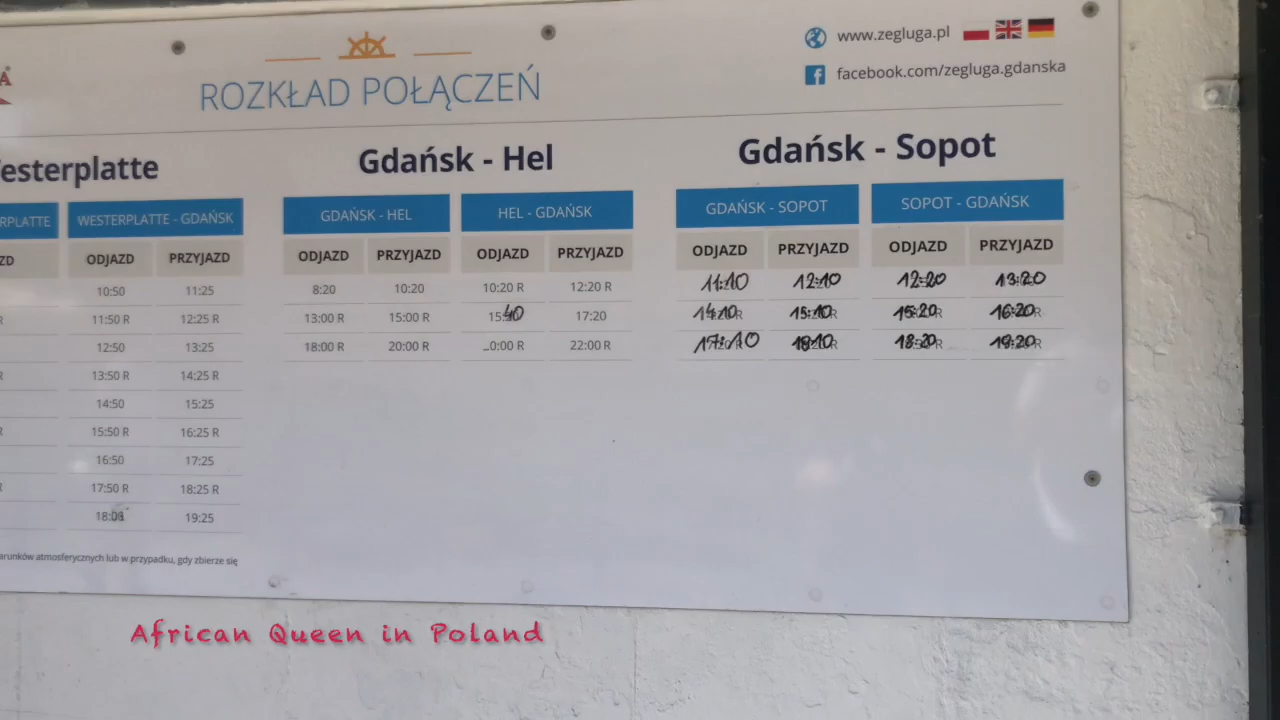 A
ROZKŁAD POŁĄCZEŃ
www.zegluga.pl
facebook.com/zegluga.gdanska
esterplatte
RPLATTE WESTERPLATTE - GDAŃSK
ZD ODJAZD PRZYJAZD
10:50 11:25
R 11:50 R 12:25 R
12:50 13:25
R 13:50 R 14:25 R
14:50 15:25
R 15:50 R 16:25 R
16:50 17:25
R 17:50 R 18:25 R
19:25
arunków atmosferycznych lub w przypadku, gdy zbierze się
Gdańsk - Hel
GDAŃSK - HEL HEL - GDAŃSK
ODJAZD PRZYJAZD ODJAZD PRZYJAZD
8:20 10:20 10:20 R 12:20 R
13:00 R 15:00 R 15:40 17:20
18:00 R 20:00 R 0:00 R 22:00 R
Gdańsk - Sopot
GDAŃSK - SOPOT SOPOT - GDAŃSK
ODJAZD PRZYJAZD ODJAZD PRZYJAZD
11:10 12:10 12:20 13:20
14:10 R 15:10 R 15:20 R 16:20 R
17:10 18:10 R 18:20 R 19:20 R
African Queen in Poland